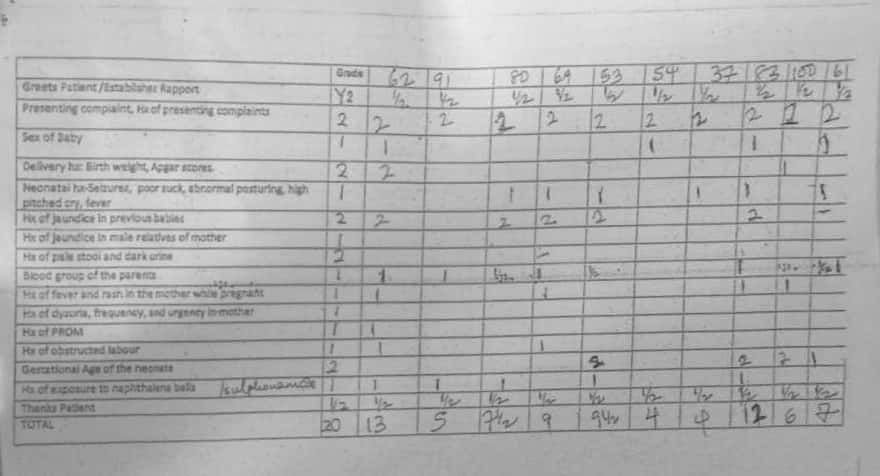 Grade 62 91 80 69 53 54 37 83 100 61
Greets Patient/Establishes Rapport Y2 1/2 1/2 1/2 1/2 1/2 1/2 1/2 1/2 1/2 1/2
Presenting complaint, Hx of presenting complaints 2 2 2 2 2 2 2 2 2 2 2
Sex of Baby 1 1 1 1 1
Delivery hx: Birth weight, Apgar scores 2 2 1
Neonatal hx-Seizures, poor suck, abnormal posturing, high pitched cry, fever 1 1 1 1 1 1 1
Hx of jaundice in previous babies 2 2 2 2 2 2 -
Hx of jaundice in male relatives of mother 1
Hx of pale stool and dark urine 2
Blood group of the parents 1 1 1 1/2 1 1/2 1
Hx of fever and rash in the mother while pregnant 1 1 1 1 1
Hx of dysuria, frequency, and urgency in mother 1
Hx of PROM 1 1
Hx of obstructed labour 1 1 1
Gestational Age of the neonate 2 2 2 2 1
Hx of exposure to naphthalene balls /sulphonamide 1 1 1 1 1 1
Thanks Patient 1/2 1/2 1/2 1/2 1/2 1/2 1/2 1/2 1/2 1/2 1/2
TOTAL 20 13 5 7 1/2 9 9 1/2 4 4 12 6 7